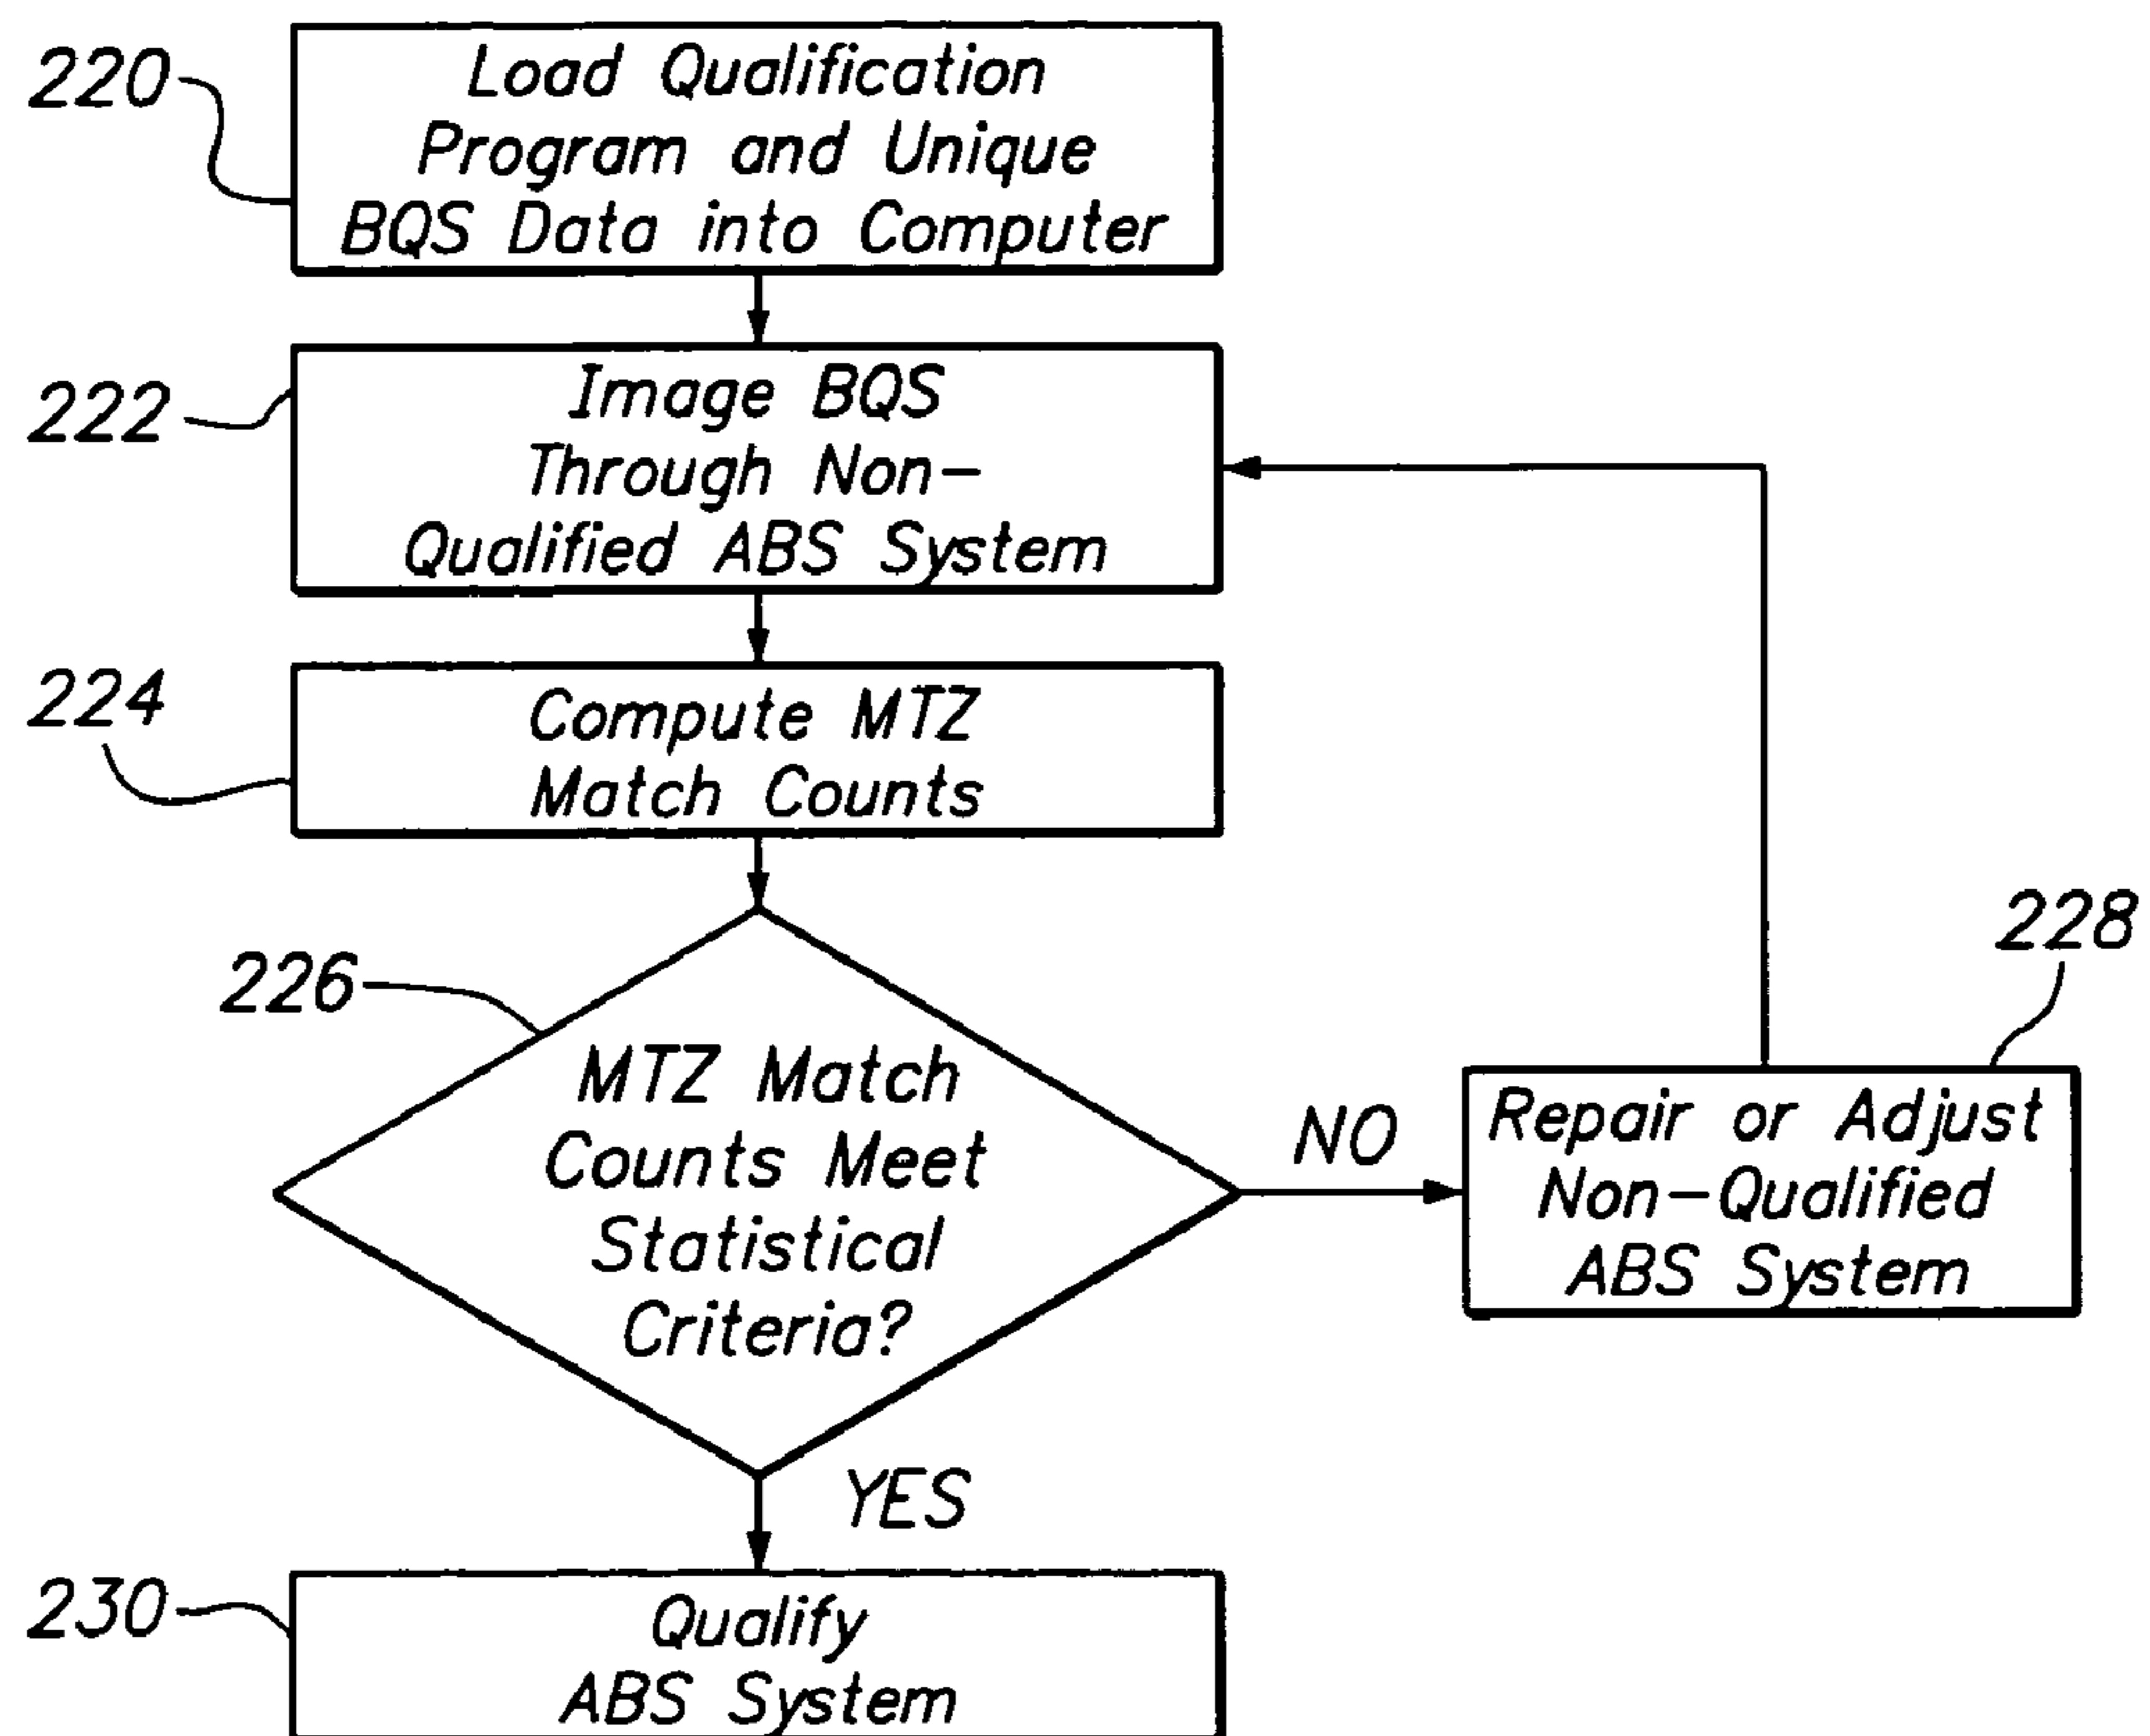 220
Load Qualification
Program and Unique
BQS Data into Computer
222
Image BQS
Through Non-
Qualified ABS System
224
Compute MTZ
Match Counts
226
MTZ Match
Counts Meet
Statistical
Criteria?
NO
228
Repair or Adjust
Non-Qualified
ABS System
YES
230
Qualify
ABS System